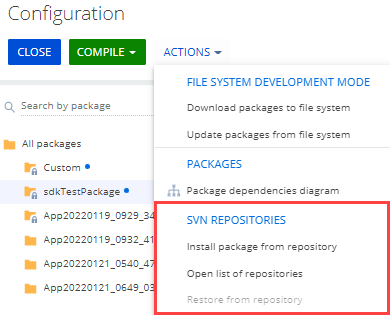 Configuration
CLOSE
COMPILE
ACTIONS
Search by package
All packages
Custom
sdkTestPackage
App20220119_0929_34
App20220119_0932_41
App20220121_0540_47
App20220121_0649_03
FILE SYSTEM DEVELOPMENT MODE
Download packages to file system
Update packages from file system
PACKAGES
Package dependencies diagram
SVN REPOSITORIES
Install package from repository
Open list of repositories
Restore from repository